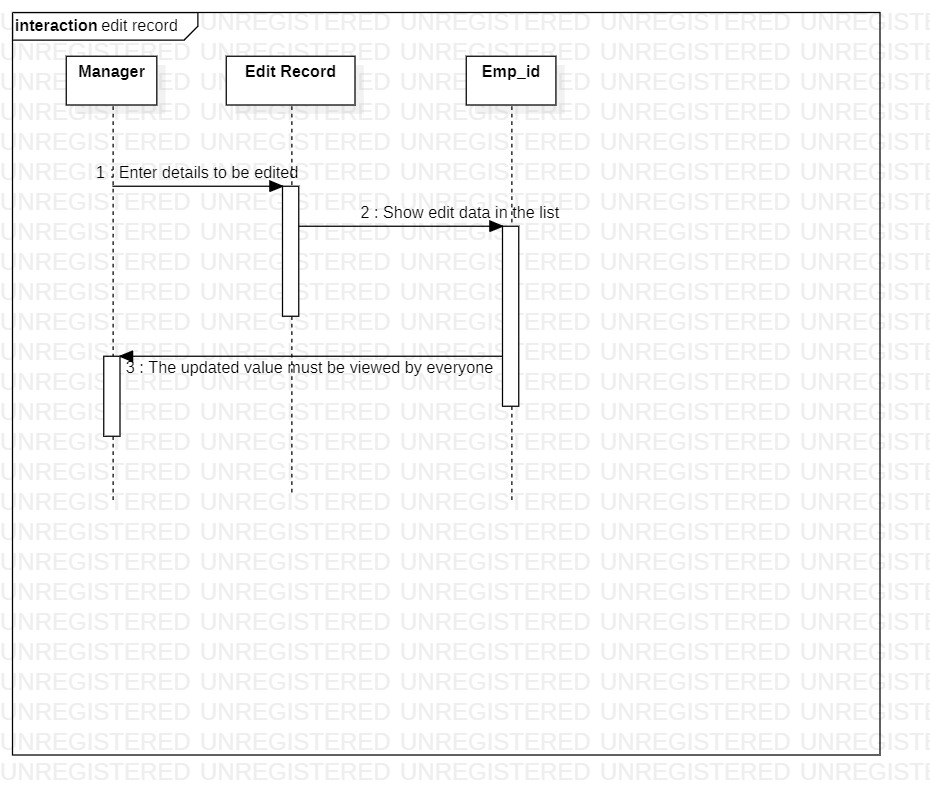 interaction edit record
Manager
Edit Record
Emp_id
1 : Enter details to be edited
2 : Show edit data in the list
3 : The updated value must be viewed by everyone
UNREGISTERED